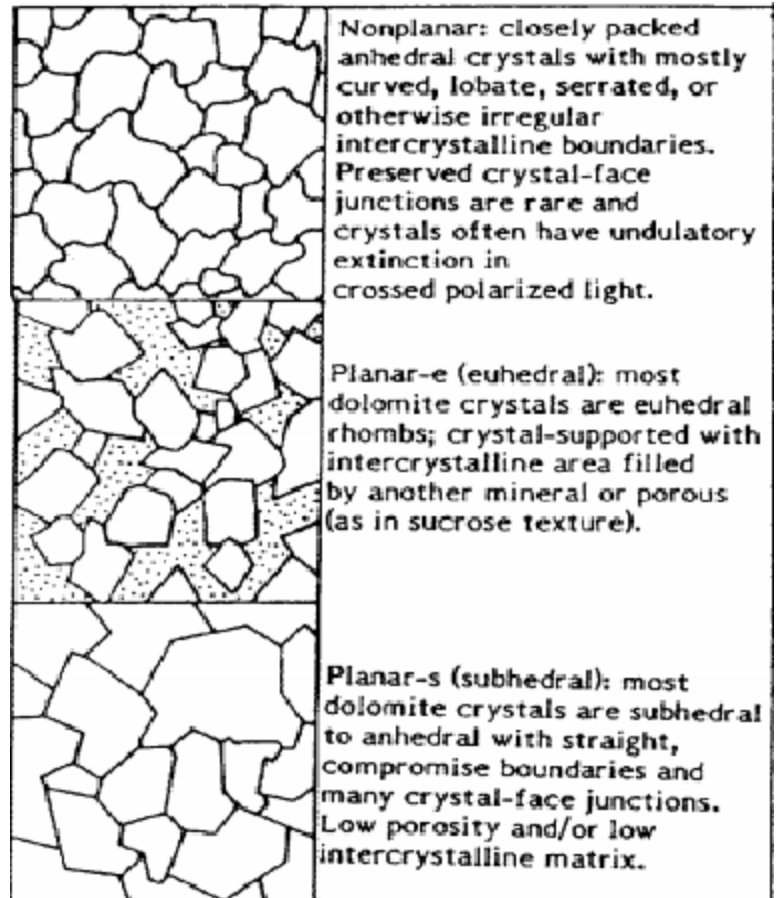 Nonplanar: closely packed
anhedral crystals with mostly
curved, lobate, serrated, or
otherwise irregular
intercrystalline boundaries.
Preserved crystal-face
junctions are rare and
crystals often have undulatory
extinction in
crossed polarized light.
Planar-e (euhedral): most
dolomite crystals are euhedral
rhombs; crystal-supported with
intercrystalline area filled
by another mineral or porous
(as in sucrose texture).
Planar-s (subhedral): most
dolomite crystals are subhedral
to anhedral with straight,
compromise boundaries and
many crystal-face junctions.
Low porosity and/or low
intercrystalline matrix.